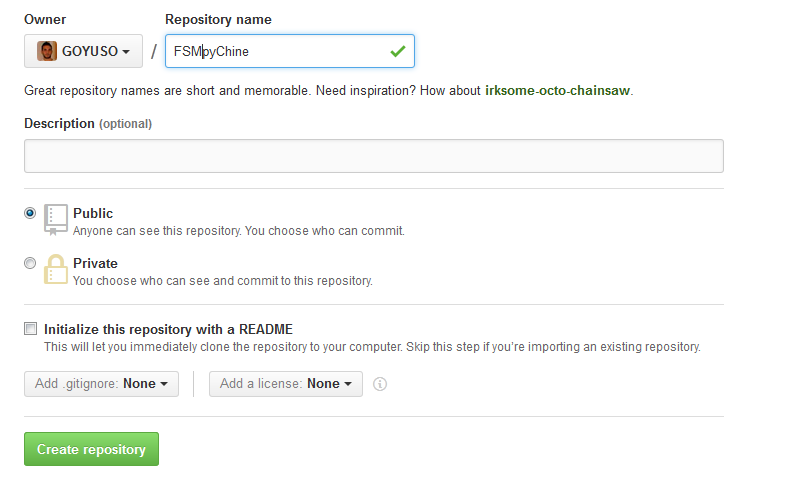 Owner Repository name
GOYUSO / FSMpyChine
Great repository names are short and memorable. Need inspiration? How about irksome-octo-chainsaw.
Description (optional)
Public
Anyone can see this repository. You choose who can commit.
Private
You choose who can see and commit to this repository.
Initialize this repository with a README
This will let you immediately clone the repository to your computer. Skip this step if you’re importing an existing repository.
Add .gitignore: None Add a license: None
Create repository